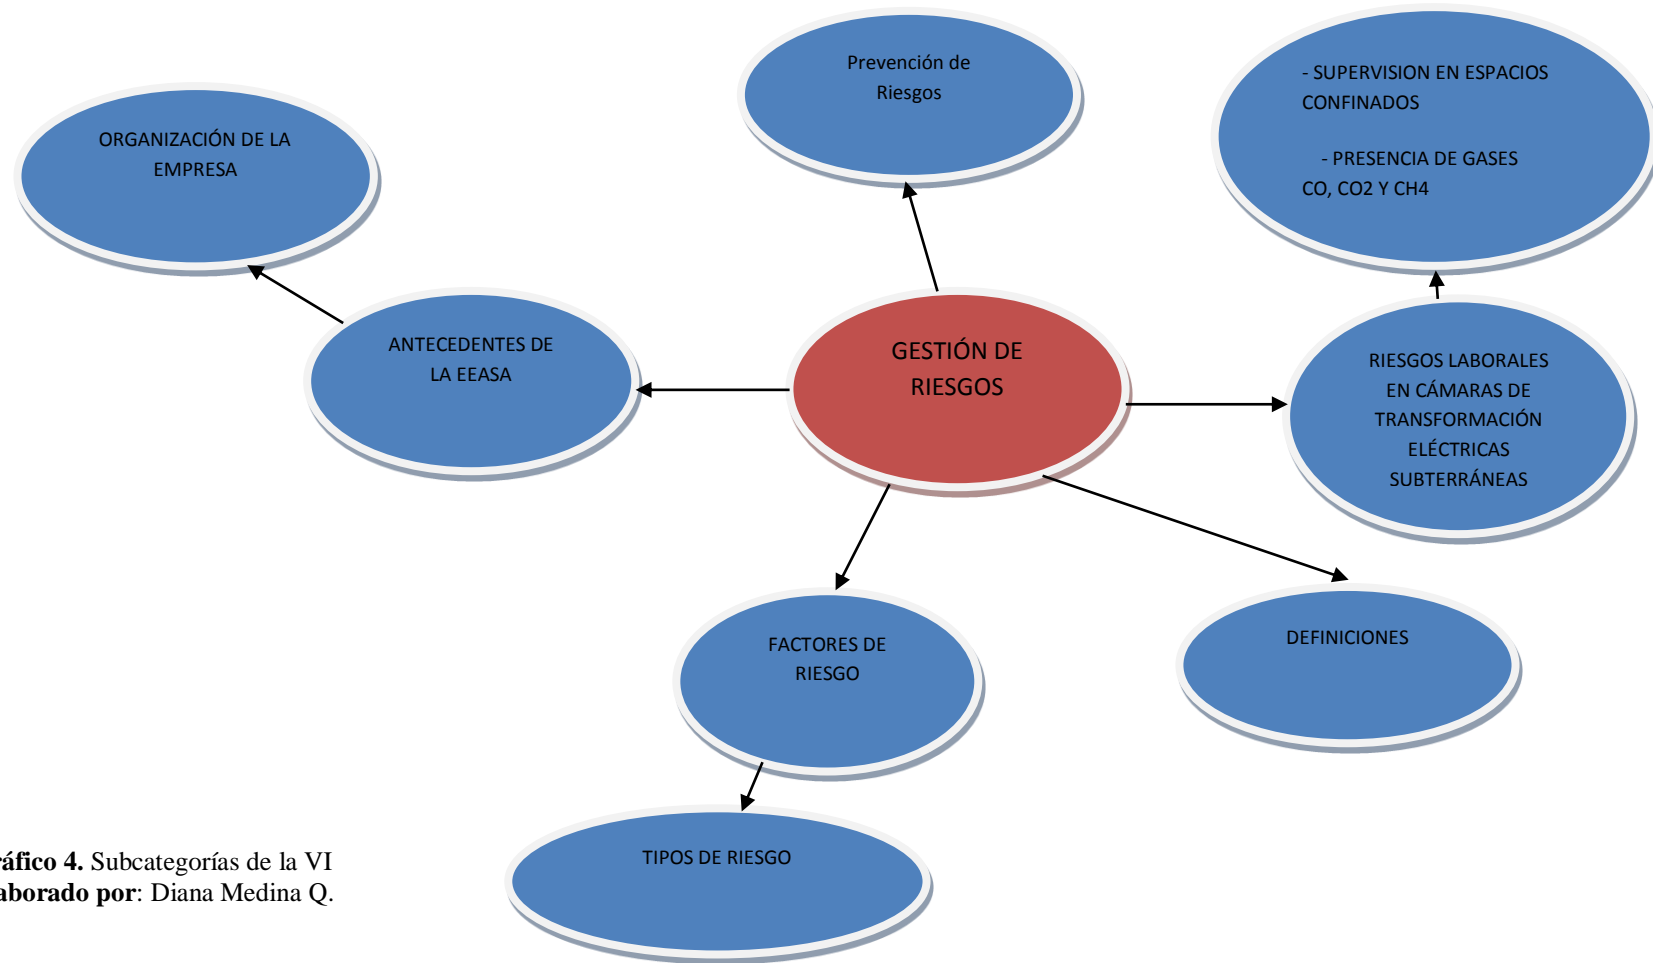 Prevención de
Riesgos
- SUPERVISION EN ESPACIOS
CONFINADOS
- PRESENCIA DE GASES
CO, CO2 Y CH4
ORGANIZACIÓN DE LA
EMPRESA
ANTECEDENTES DE
LA EEASA
GESTIÓN DE
RIESGOS
RIESGOS LABORALES
EN CÁMARAS DE
TRANSFORMACIÓN
ELÉCTRICAS
SUBTERRÁNEAS
FACTORES DE
RIESGO
DEFINICIONES
TIPOS DE RIESGO
ráfico 4. Subcategorías de la VI
aborado por: Diana Medina Q.